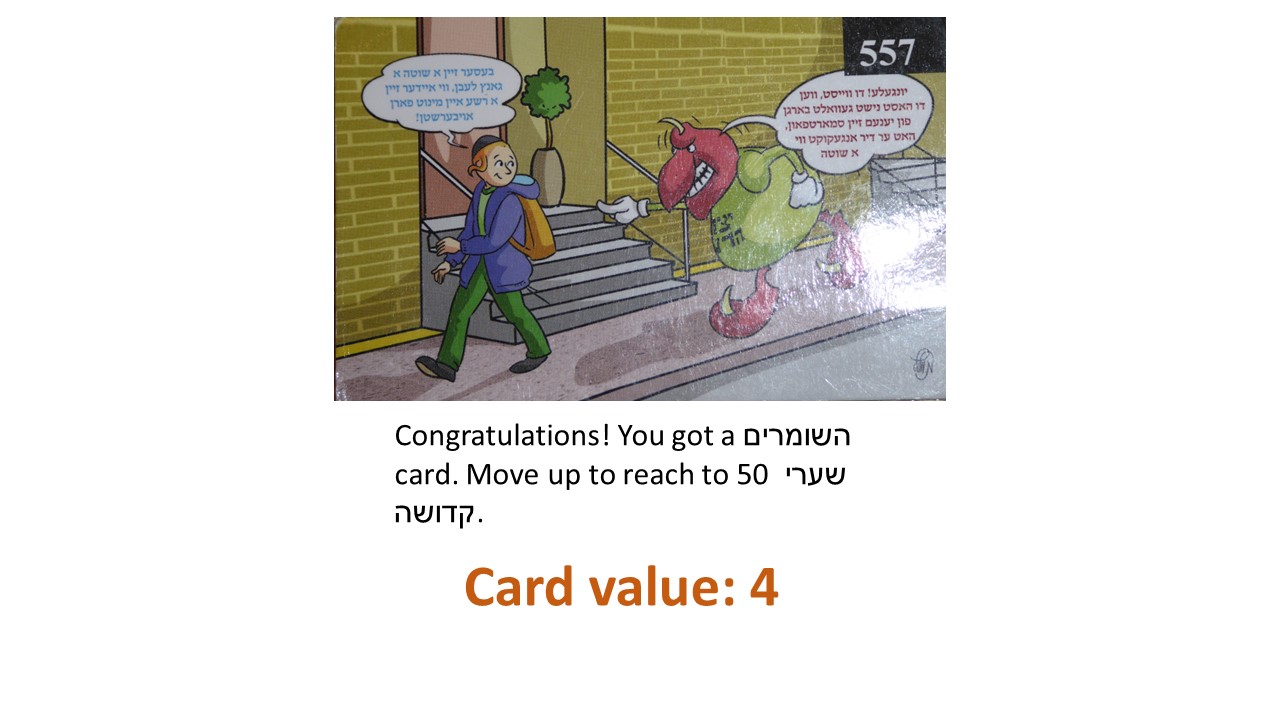 557
בעסער זיין א שוטה א
גאנץ לעבן, ווי איידער זיין
א רשע איין מינוט פארן
אויבערשטן!
יונגעלע! דו ווייסט, ווען
דו האסט נישט געוואלט בארגן
פון יענעם זיין סמארטפאון,
האט ער דיר אנגעקוקט ווי
א שוטה
Congratulations! You got a השומרים
card. Move up to reach to 50 שערי
קדושה.
Card value: 4